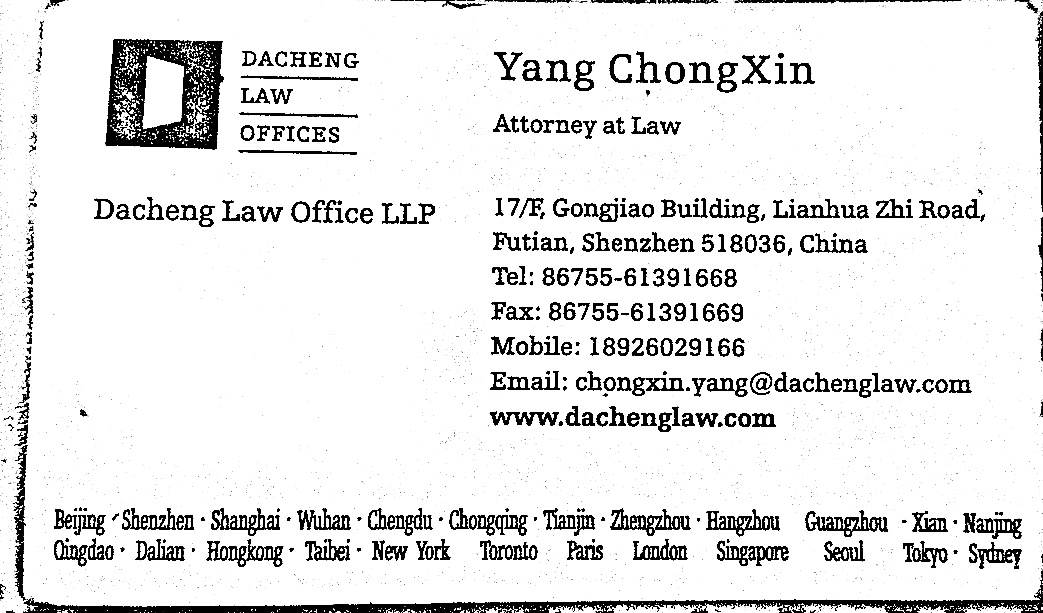 DACHENG
LAW
OFFICES
Dacheng Law Office LLP
Yang ChongXin
Attorney at Law
17/F, Gongjiao Building, Lianhua Zhi Road,
Futian, Shenzhen 518036, China
Tel: 86755-61391668
Fax: 86755-61391669
Mobile: 18926029166
Email: chongxin.yang@dachenglaw.com
www.dachenglaw.com
Beijing · Shenzhen · Shanghai · Wuhan · Chengdu · Chongqing · Tianjin · Zhengzhou · Hangzhou Guangzhou · Xian · Nanjing
Qingdao · Dalian · Hongkong · Taibei · New York Toronto Paris London Singapore Seoul Tokyo · Sydney